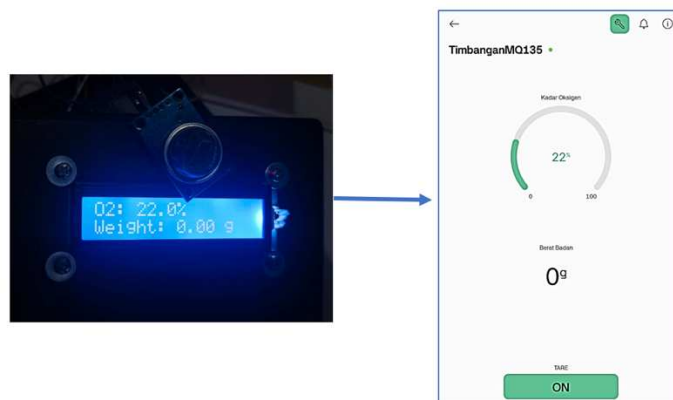 O2: 22.0%
Weight: 0.00 g
TimbanganMQ135
Kadar Oksigen
22%
0
100
Berat Badan
0g
TARE
ON